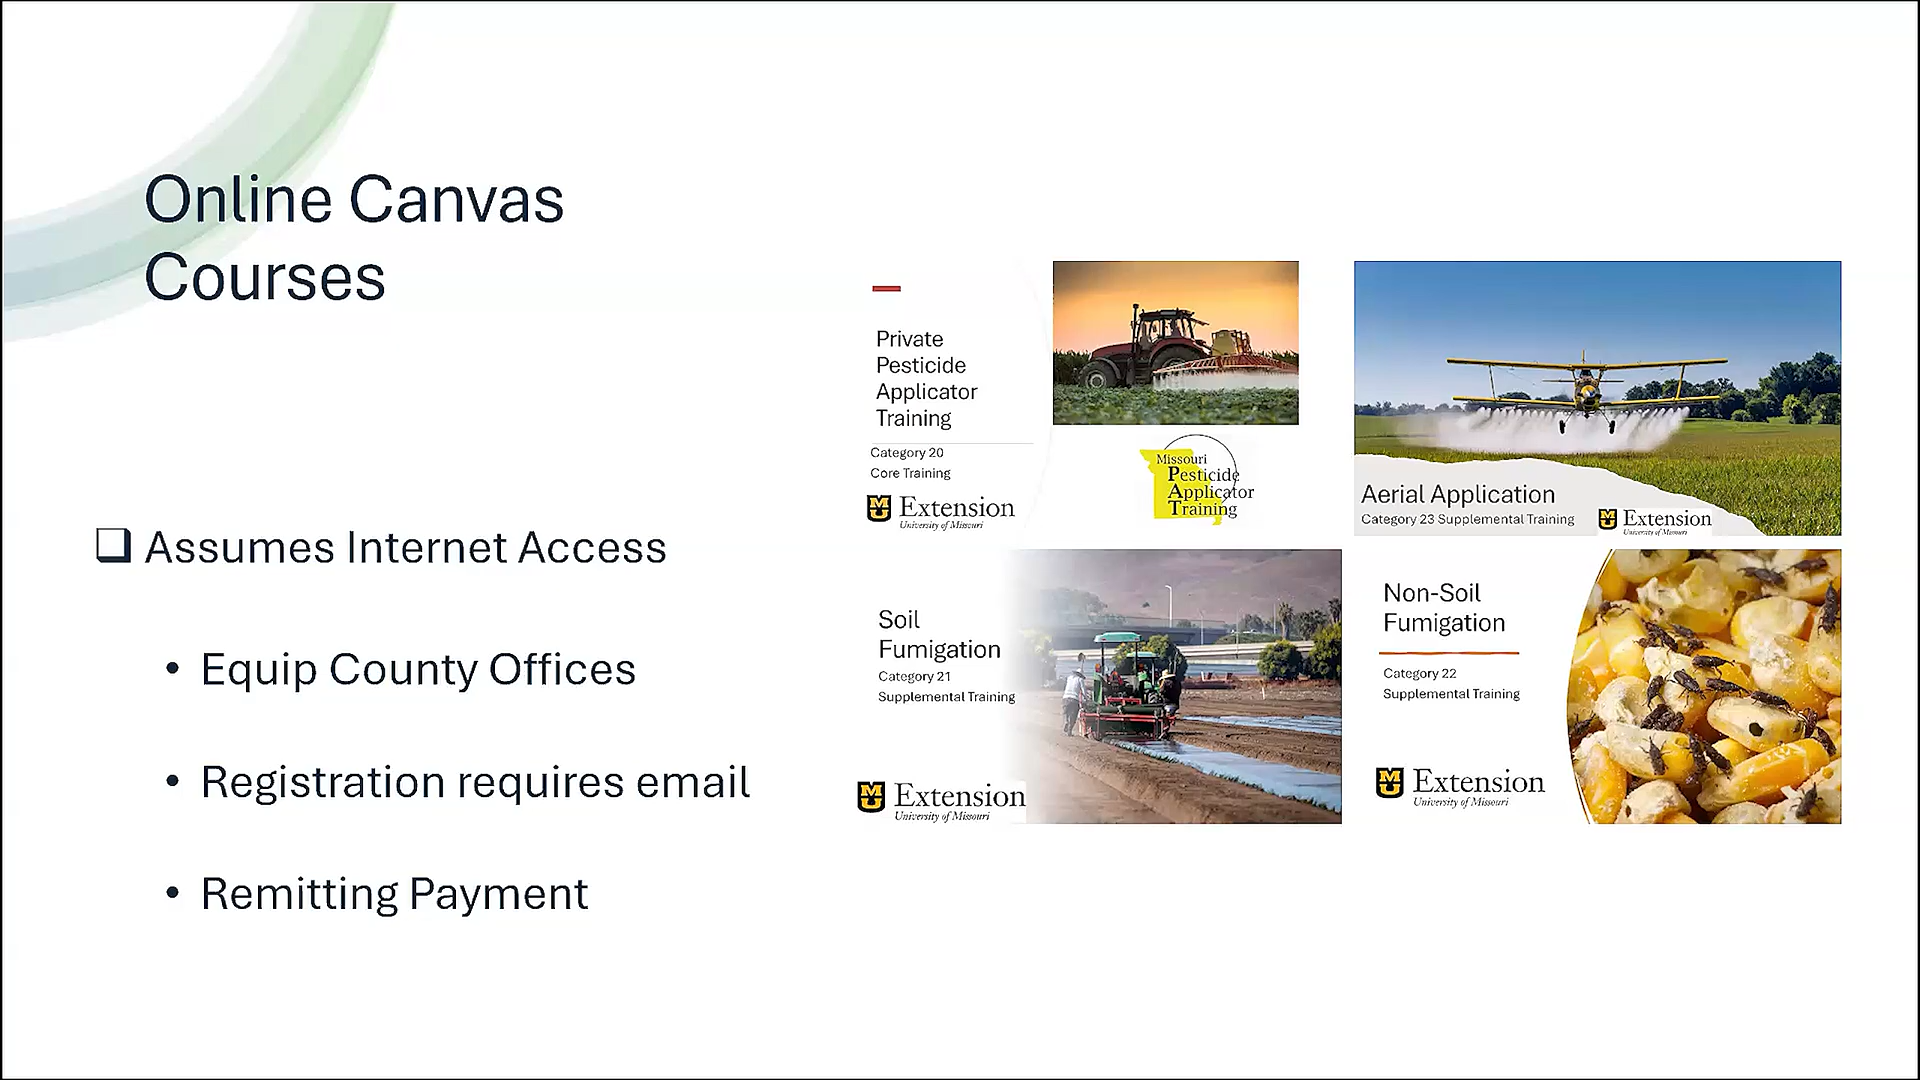 Online Canvas
Courses
Assumes Internet Access
• Equip County Offices
• Registration requires email
• Remitting Payment
Private
Pesticide
Applicator
Training
Category 20
Core Training
Extension
University of Missouri
Missouri
Pesticide
Applicator
Training
Aerial Application
Category 23 Supplemental Training
Extension
University of Missouri
Soil
Fumigation
Category 21
Supplemental Training
Extension
University of Missouri
Non-Soil
Fumigation
Category 22
Supplemental Training
Extension
University of Missouri